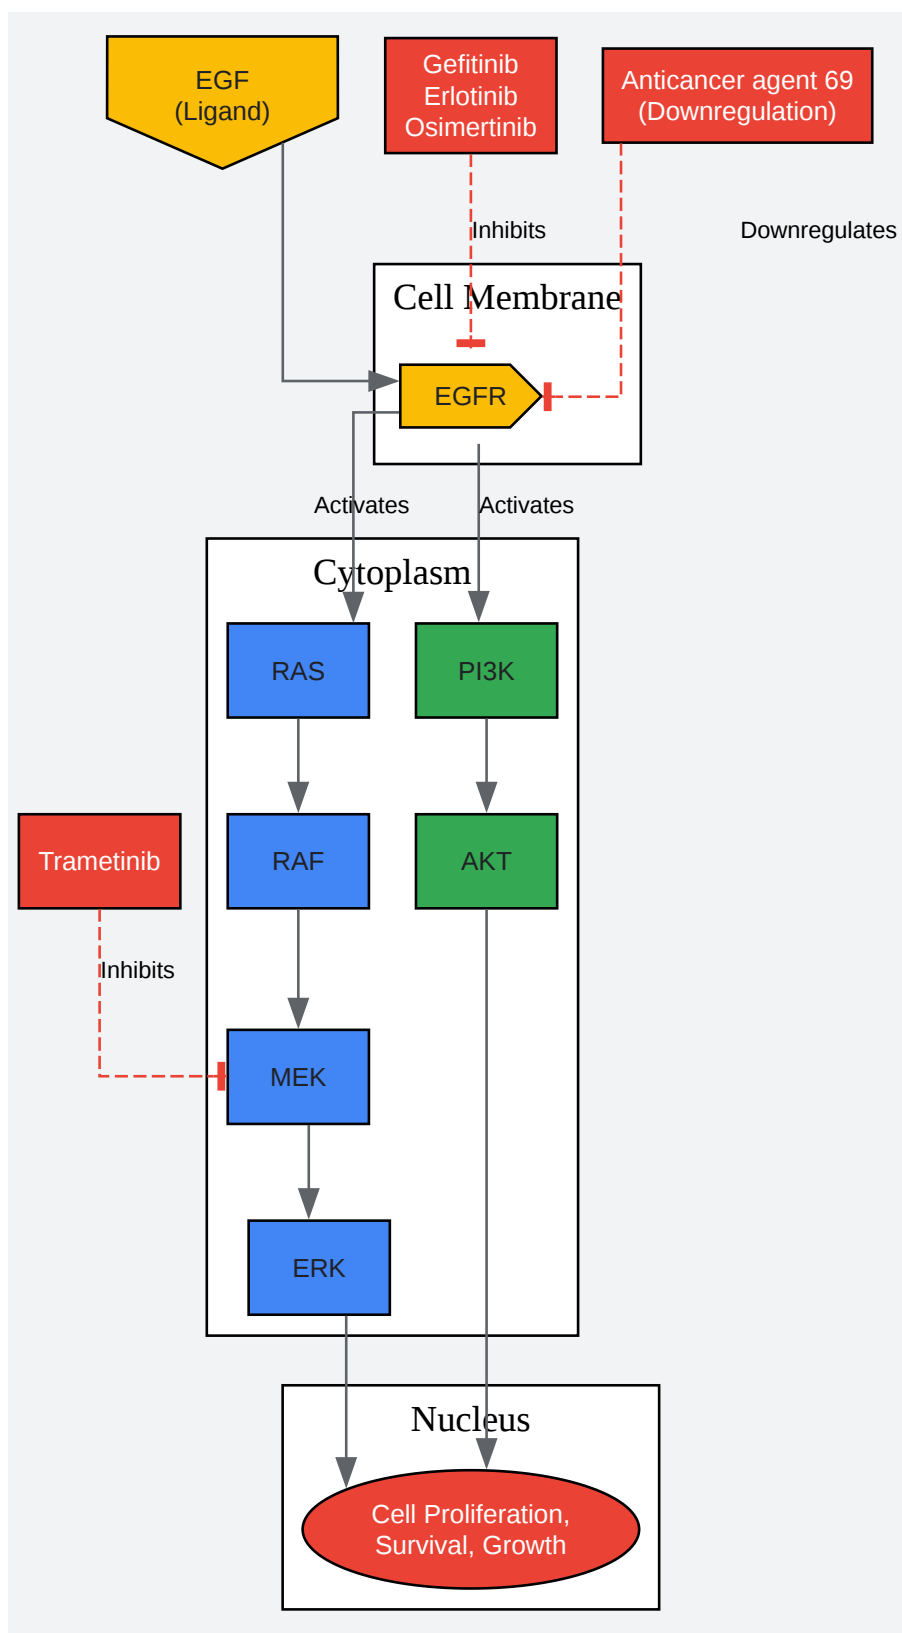 EGF
(Ligand)
Gefitinib
Erlotinib
Osimertinib
Anticancer agent 69
(Downregulation)
Inhibits
Downregulates
Cell Membrane
EGFR
Activates
Activates
Cytoplasm
RAS
PI3K
RAF
AKT
Trametinib
Inhibits
MEK
ERK
Nucleus
Cell Proliferation,
Survival, Growth